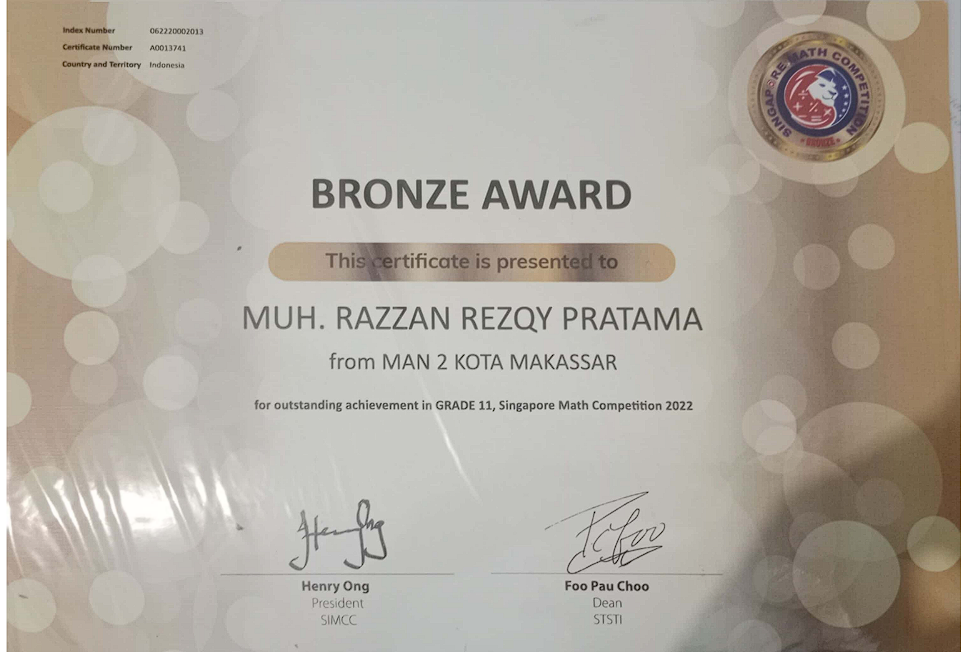 Index Number 062220002013
Certificate Number A0013741
Country and Territory Indonesia
SINGAPORE MATH COMPETITION
BRONZE
BRONZE AWARD
This certificate is presented to
MUH. RAZZAN REZQY PRATAMA
from MAN 2 KOTA MAKASSAR
for outstanding achievement in GRADE 11, Singapore Math Competition 2022
Henry Ong
Foo Pau Choo
President
Dean
SIMCC
STSTI